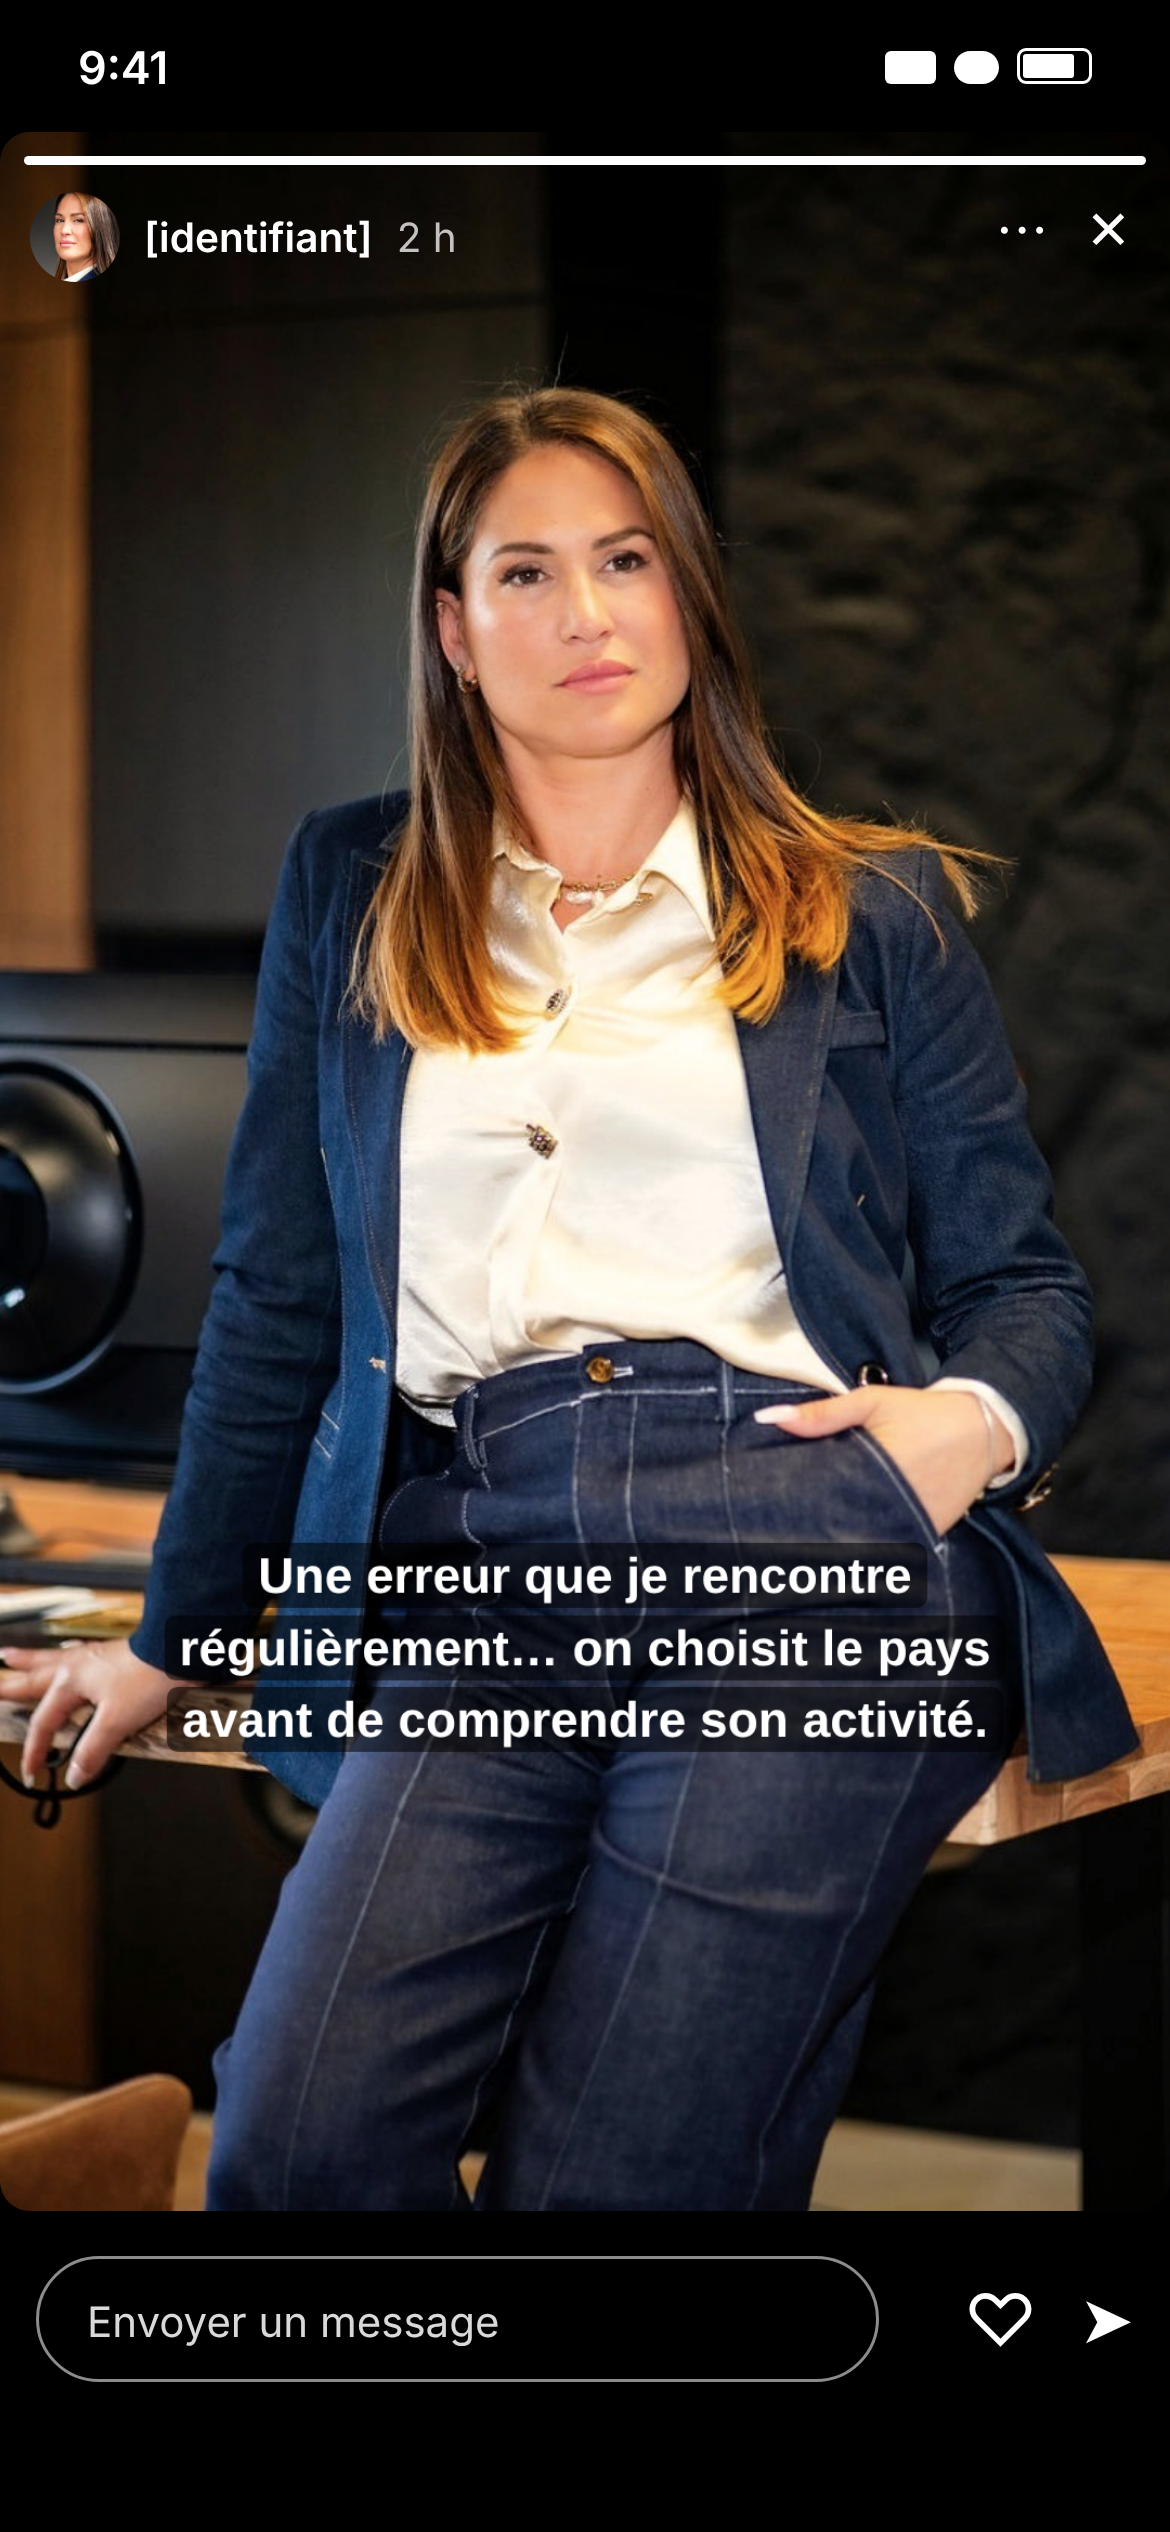 9:41
[identifiant] 2 h
Une erreur que je rencontre
régulièrement… on choisit le pays
avant de comprendre son activité.
Envoyer un message